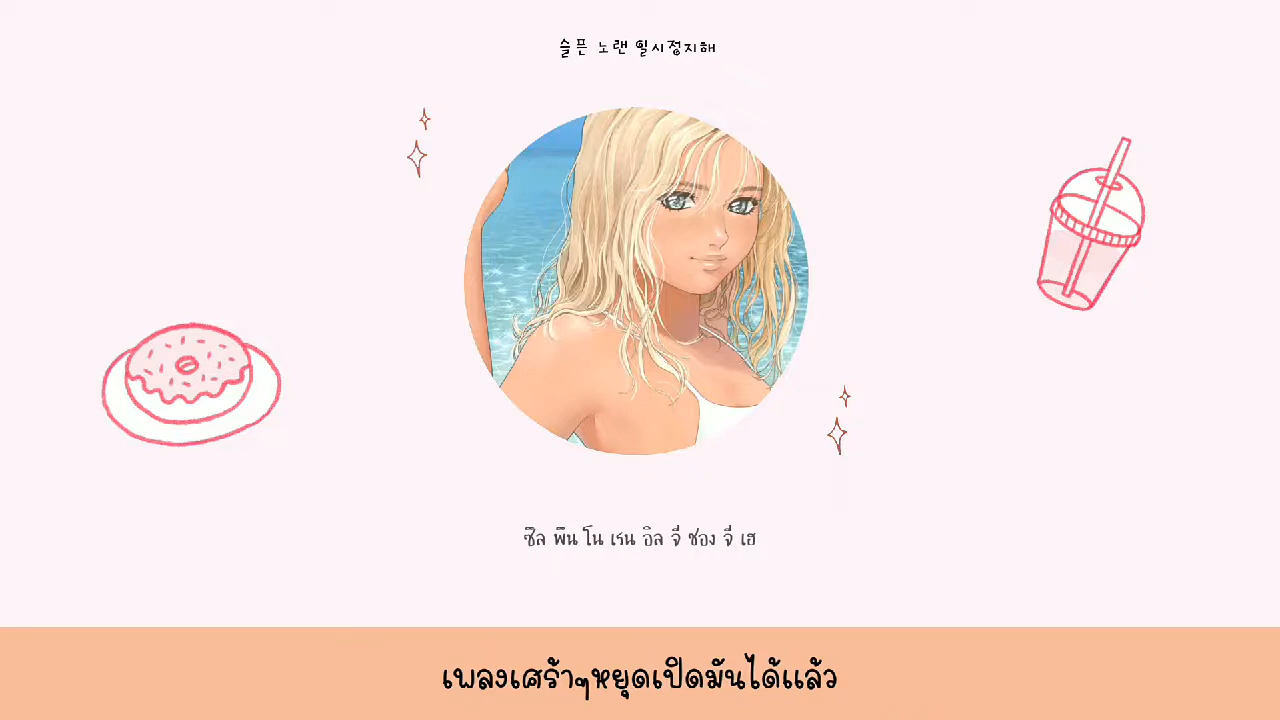 슬픈 노랜 일시정지해
ซึล พึน โน เรน อิล จี ชอง จี เฮ
เพลงเศร้าๆหยุดเปิดมันได้แล้ว